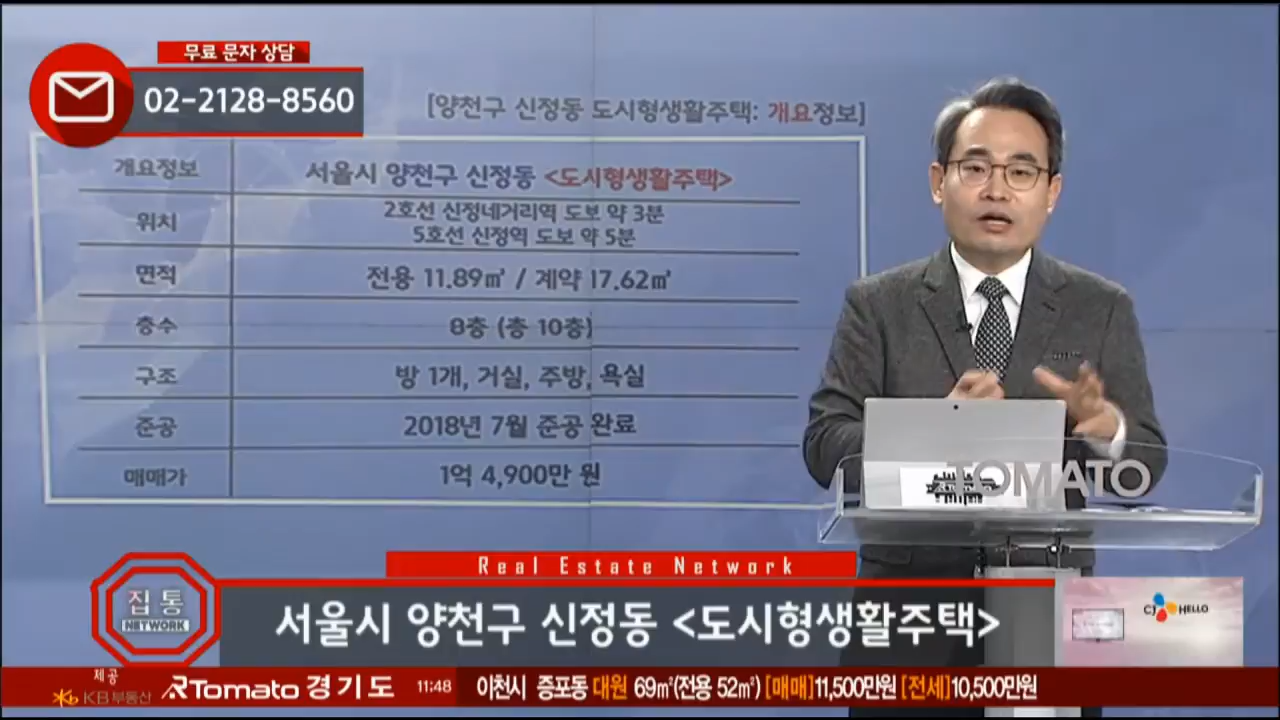 무료 문자 상담
02-2128-8560
[양천구 신정동 도시형생활주택: 개요정보]
개요정보 서울시 양천구 신정동 <도시형생활주택>
위치 2호선 신정네거리역 도보 약 3분
5호선 신정역 도보 약 5분
면적 전용 11.89㎡ / 계약 17.62㎡
층수 8층 (총 10층)
구조 방 1개, 거실, 주방, 욕실
준공 2018년 7월 준공 완료
매매가 1억 4,900만 원
TOMATO
Real Estate Network
집통
NETWORK
서울시 양천구 신정동 <도시형생활주택>
CJ HELLO
제공
KB부동산
RTomato 경기도 11:48 이천시 증포동 대원 69㎡(전용 52㎡) [매매]11,500만원 [전세]10,500만원